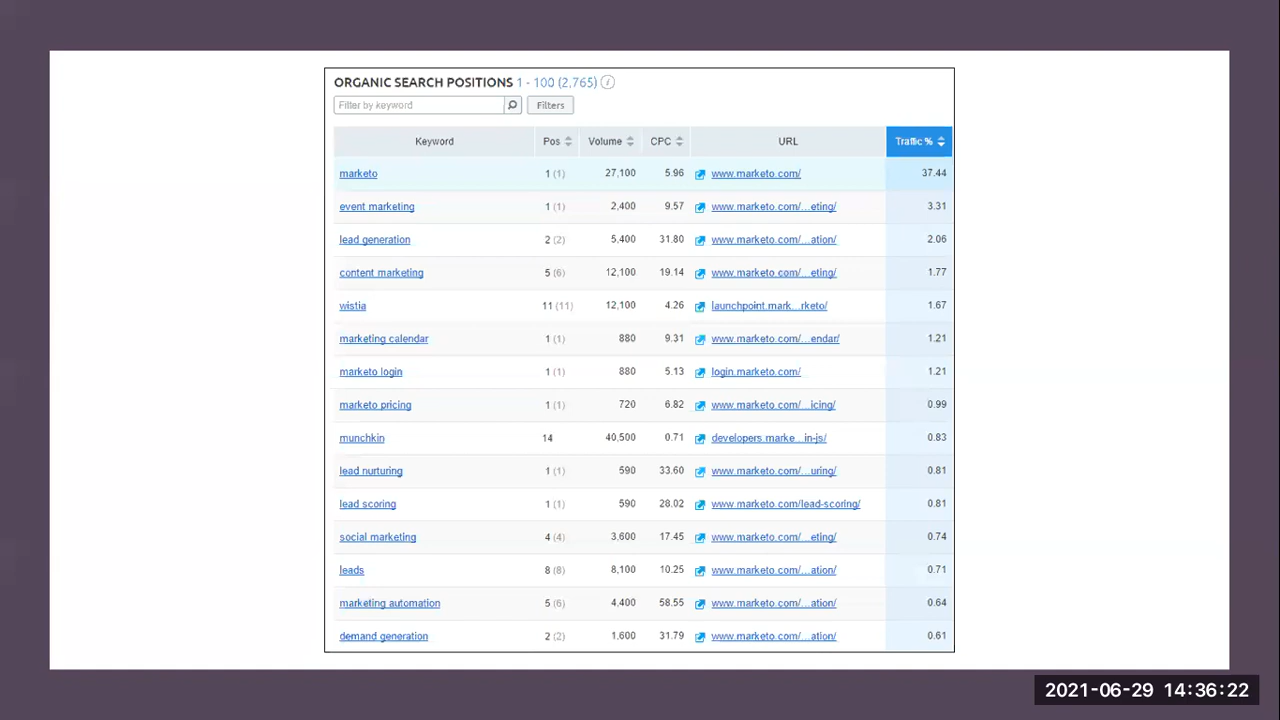 ORGANIC SEARCH POSITIONS 1 - 100 (2,765) i
Filter by keyword Filters
Keyword Pos Volume CPC URL Traffic %
marketo 1 (1) 27,100 5.96 www.marketo.com/ 37.44
event marketing 1 (1) 2,400 9.57 www.marketo.com/...eting/ 3.31
lead generation 2 (2) 5,400 31.80 www.marketo.com/...ation/ 2.06
content marketing 5 (6) 12,100 19.14 www.marketo.com/...eting/ 1.77
wistia 11 (11) 12,100 4.26 launchpoint.mark...rketo/ 1.67
marketing calendar 1 (1) 880 9.31 www.marketo.com/...endar/ 1.21
marketo login 1 (1) 880 5.13 login.marketo.com/ 1.21
marketo pricing 1 (1) 720 6.82 www.marketo.com/...icing/ 0.99
munchkin 14 40,500 0.71 developers.marke...in-js/ 0.83
lead nurturing 1 (1) 590 33.60 www.marketo.com/...uring/ 0.81
lead scoring 1 (1) 590 28.02 www.marketo.com/lead-scoring/ 0.81
social marketing 4 (4) 3,600 17.45 www.marketo.com/...eting/ 0.74
leads 8 (8) 8,100 10.25 www.marketo.com/...ation/ 0.71
marketing automation 5 (6) 4,400 58.55 www.marketo.com/...ation/ 0.64
demand generation 2 (2) 1,600 31.79 www.marketo.com/...ation/ 0.61
2021-06-29 14:36:22